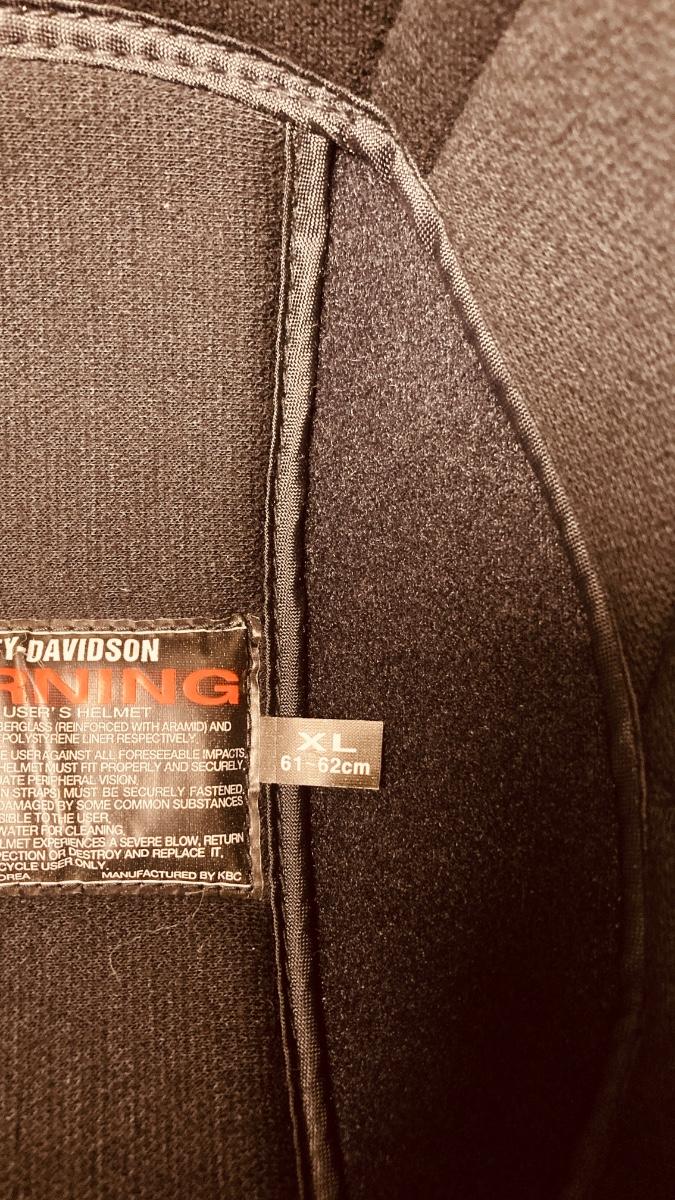 Y-DAVIDSON
RNING
USER'S HELMET
BERGLASS (REINFORCED WITH ARAMID) AND
POLYSTYRENE LINER RESPECTIVELY.
E USER AGAINST ALL FORESEEABLE IMPACTS,
HELMET MUST FIT PROPERLY AND SECURELY.
ATE PERIPHERAL VISION.
N STRAPS) MUST BE SECURELY FASTENED.
DAMAGED BY SOME COMMON SUBSTANCES
SIBLE TO THE USER.
WATER FOR CLEANING.
LMET EXPERIENCES A SEVERE BLOW, RETURN
PECTION OR DESTROY AND REPLACE IT.
CYCLE USER ONLY.
OREA MANUFACTURED BY KBC
XL
61~62cm